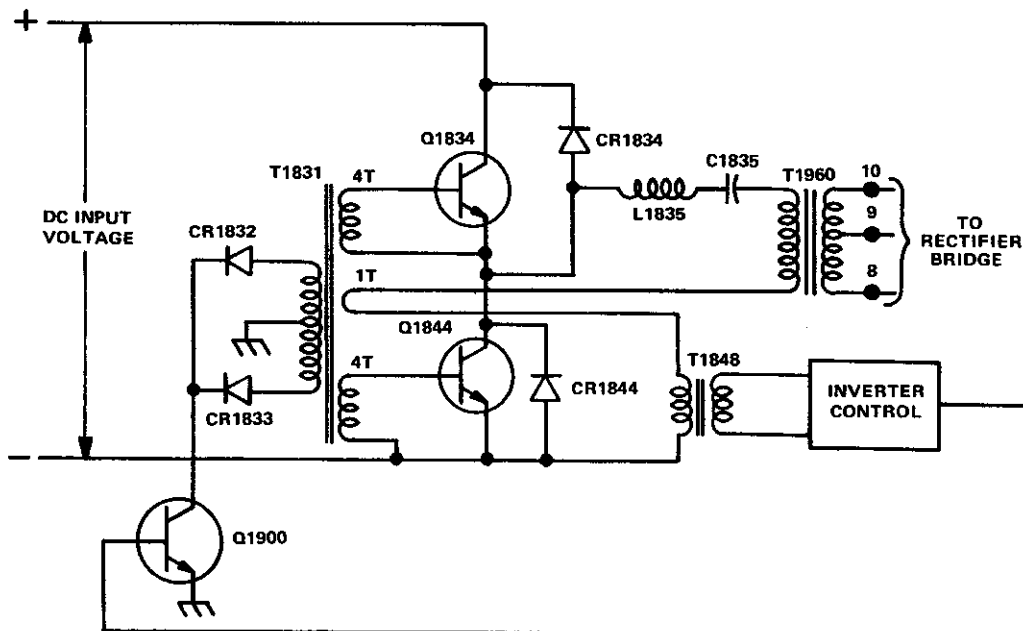 +
Q1834
CR1834
C1835
T1960
10
T1831
4T
9
TO
RECTIFIER
BRIDGE
DC INPUT
VOLTAGE
L1835
CR1832
8
1T
Q1844
T1848
4T
CR1844
INVERTER
CONTROL
CR1833
–
Q1900